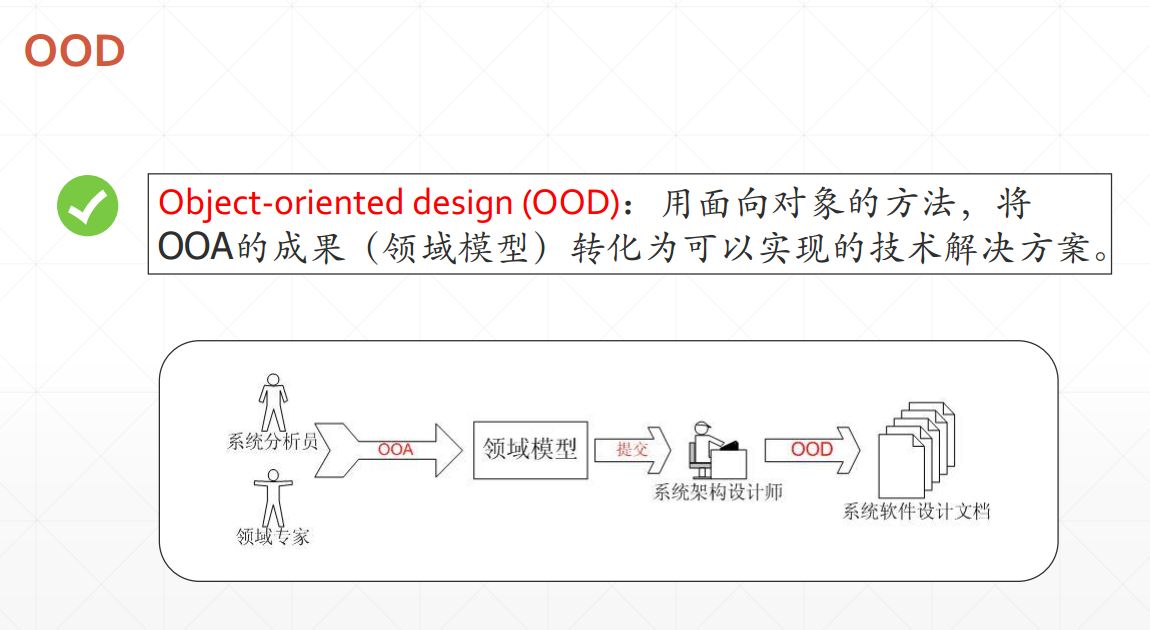 OOD
Object-oriented design (OOD)：用面向对象的方法，将
OOA的成果（领域模型）转化为可以实现的技术解决方案。
系统分析员
领域专家
OOA
领域模型
提交
系统架构设计师
OOD
系统软件设计文档